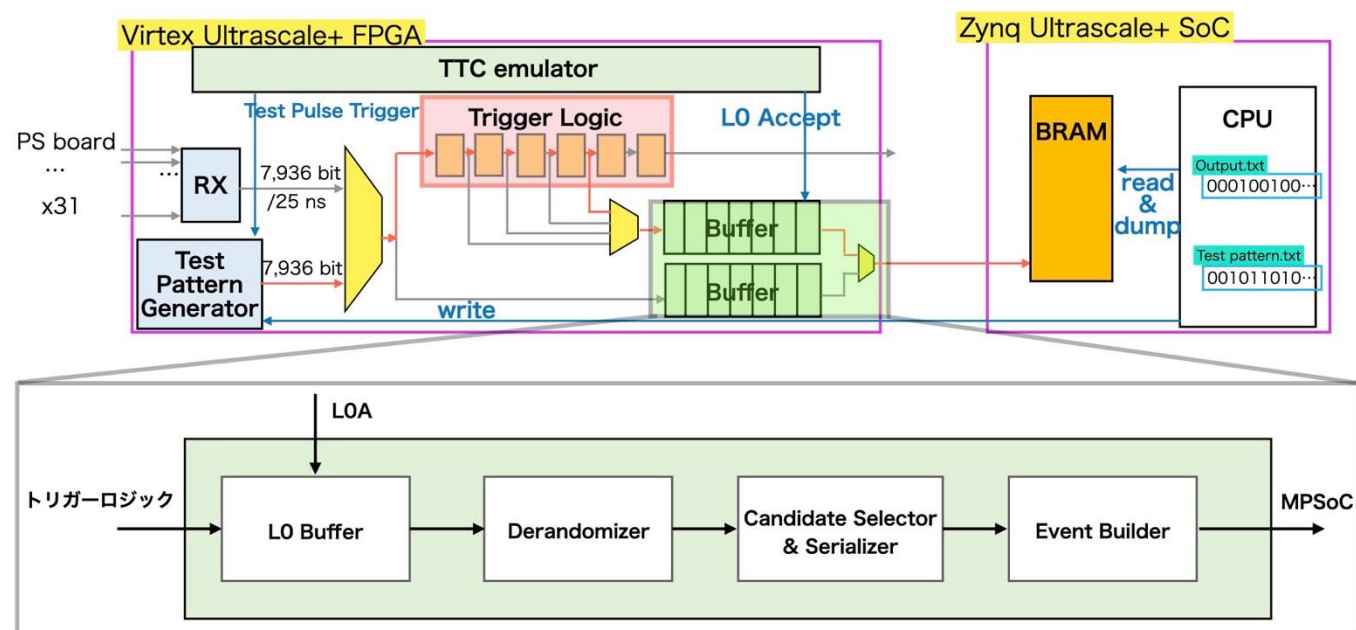 Virtex Ultrascale+ FPGA
Zynq Ultrascale+ SoC
TTC emulator
Test Pulse Trigger
Trigger Logic
L0 Accept
PS board
…
x31
…
RX
7,936 bit
/25 ns
Test
Pattern
Generator
7,936 bit
Buffer
Buffer
write
BRAM
CPU
Output.txt
000100100…
read
&
dump
Test pattern.txt
001011010…
L0A
トリガーロジック
L0 Buffer
Derandomizer
Candidate Selector
& Serializer
Event Builder
MPSoC